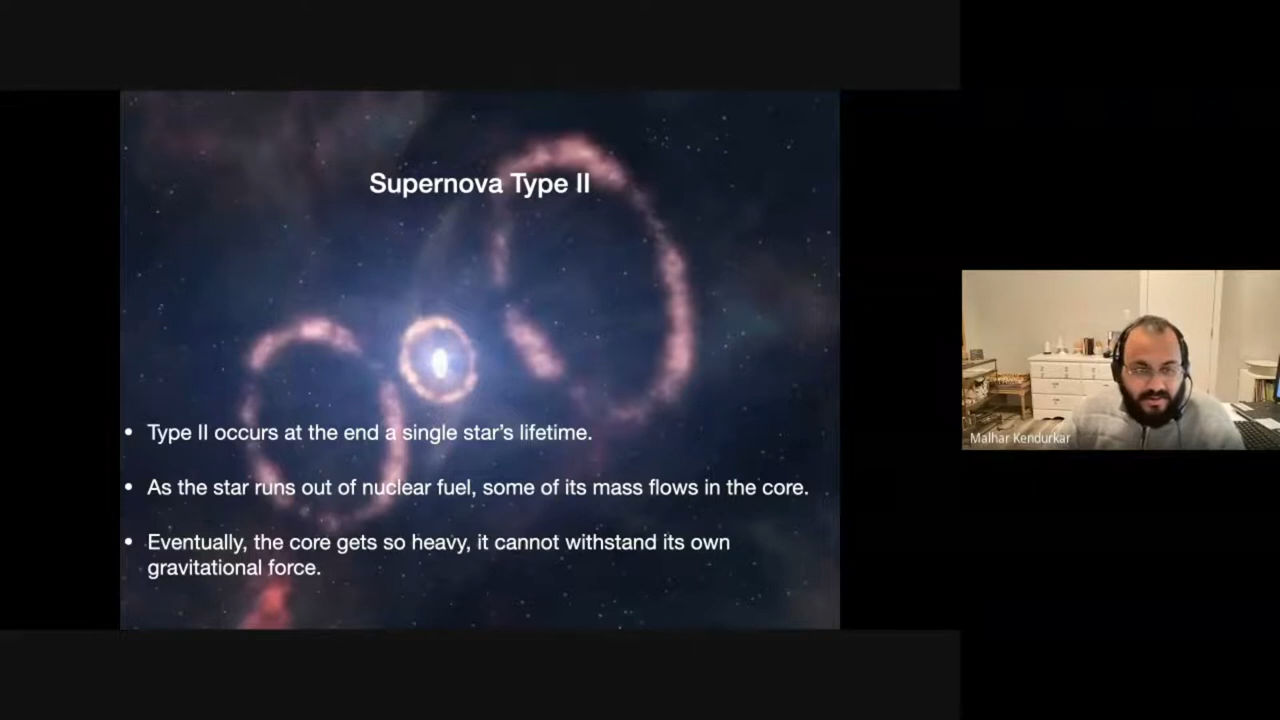 Supernova Type II
• Type II occurs at the end a single star's lifetime.
• As the star runs out of nuclear fuel, some of its mass flows in the core.
• Eventually, the core gets so heavy, it cannot withstand its own
gravitational force.
Malhar Kendurkar